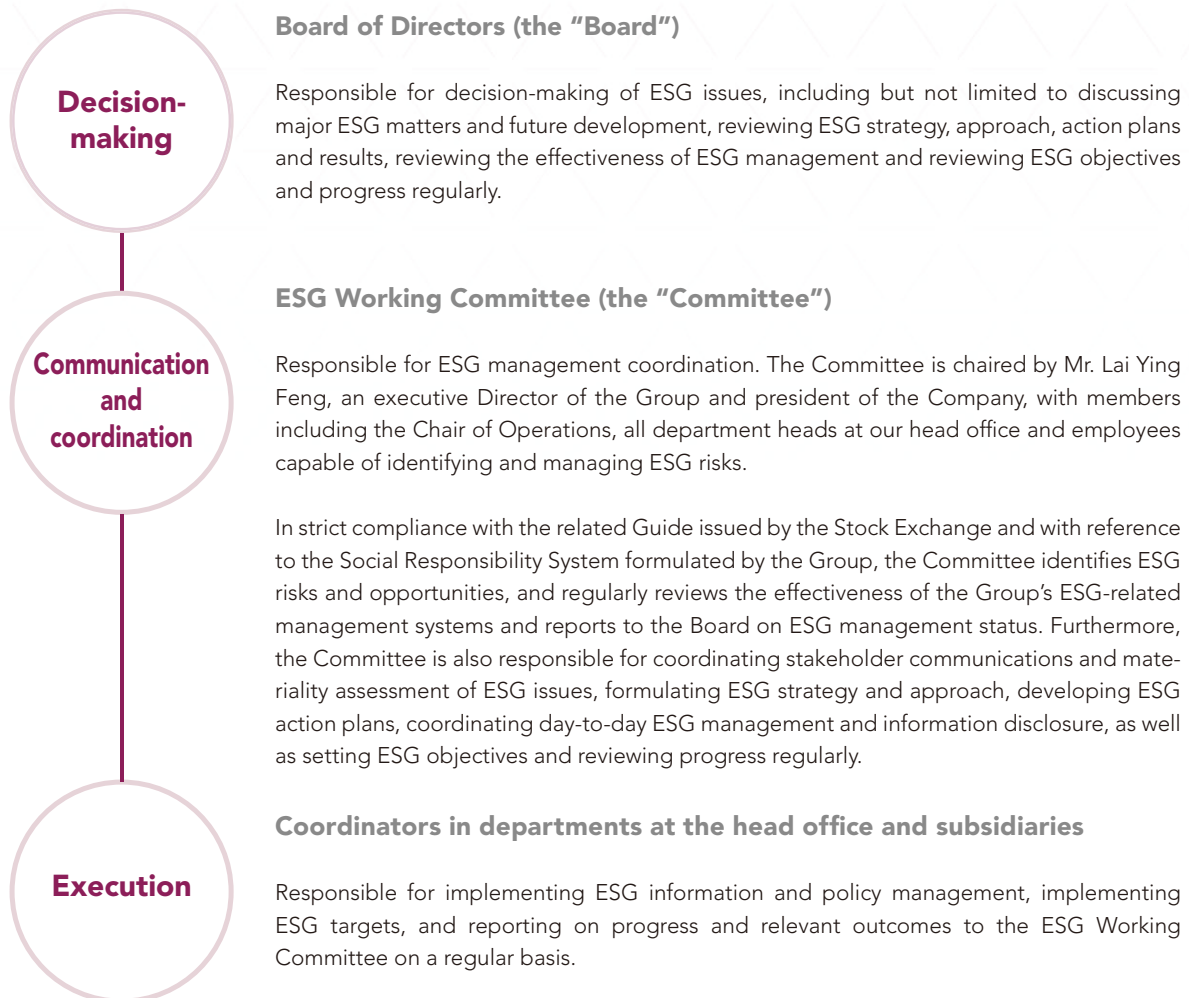 Board of Directors (the “Board”)
Decision-
making
Responsible for decision-making of ESG issues, including but not limited to discussing
major ESG matters and future development, reviewing ESG strategy, approach, action plans
and results, reviewing the effectiveness of ESG management and reviewing ESG objectives
and progress regularly.
ESG Working Committee (the “Committee”)
Communication
and
coordination
Responsible for ESG management coordination. The Committee is chaired by Mr. Lai Ying
Feng, an executive Director of the Group and president of the Company, with members
including the Chair of Operations, all department heads at our head office and employees
capable of identifying and managing ESG risks.
In strict compliance with the related Guide issued by the Stock Exchange and with reference
to the Social Responsibility System formulated by the Group, the Committee identifies ESG
risks and opportunities, and regularly reviews the effectiveness of the Group’s ESG-related
management systems and reports to the Board on ESG management status. Furthermore,
the Committee is also responsible for coordinating stakeholder communications and mate-
riality assessment of ESG issues, formulating ESG strategy and approach, developing ESG
action plans, coordinating day-to-day ESG management and information disclosure, as well
as setting ESG objectives and reviewing progress regularly.
Coordinators in departments at the head office and subsidiaries
Execution
Responsible for implementing ESG information and policy management, implementing
ESG targets, and reporting on progress and relevant outcomes to the ESG Working
Committee on a regular basis.